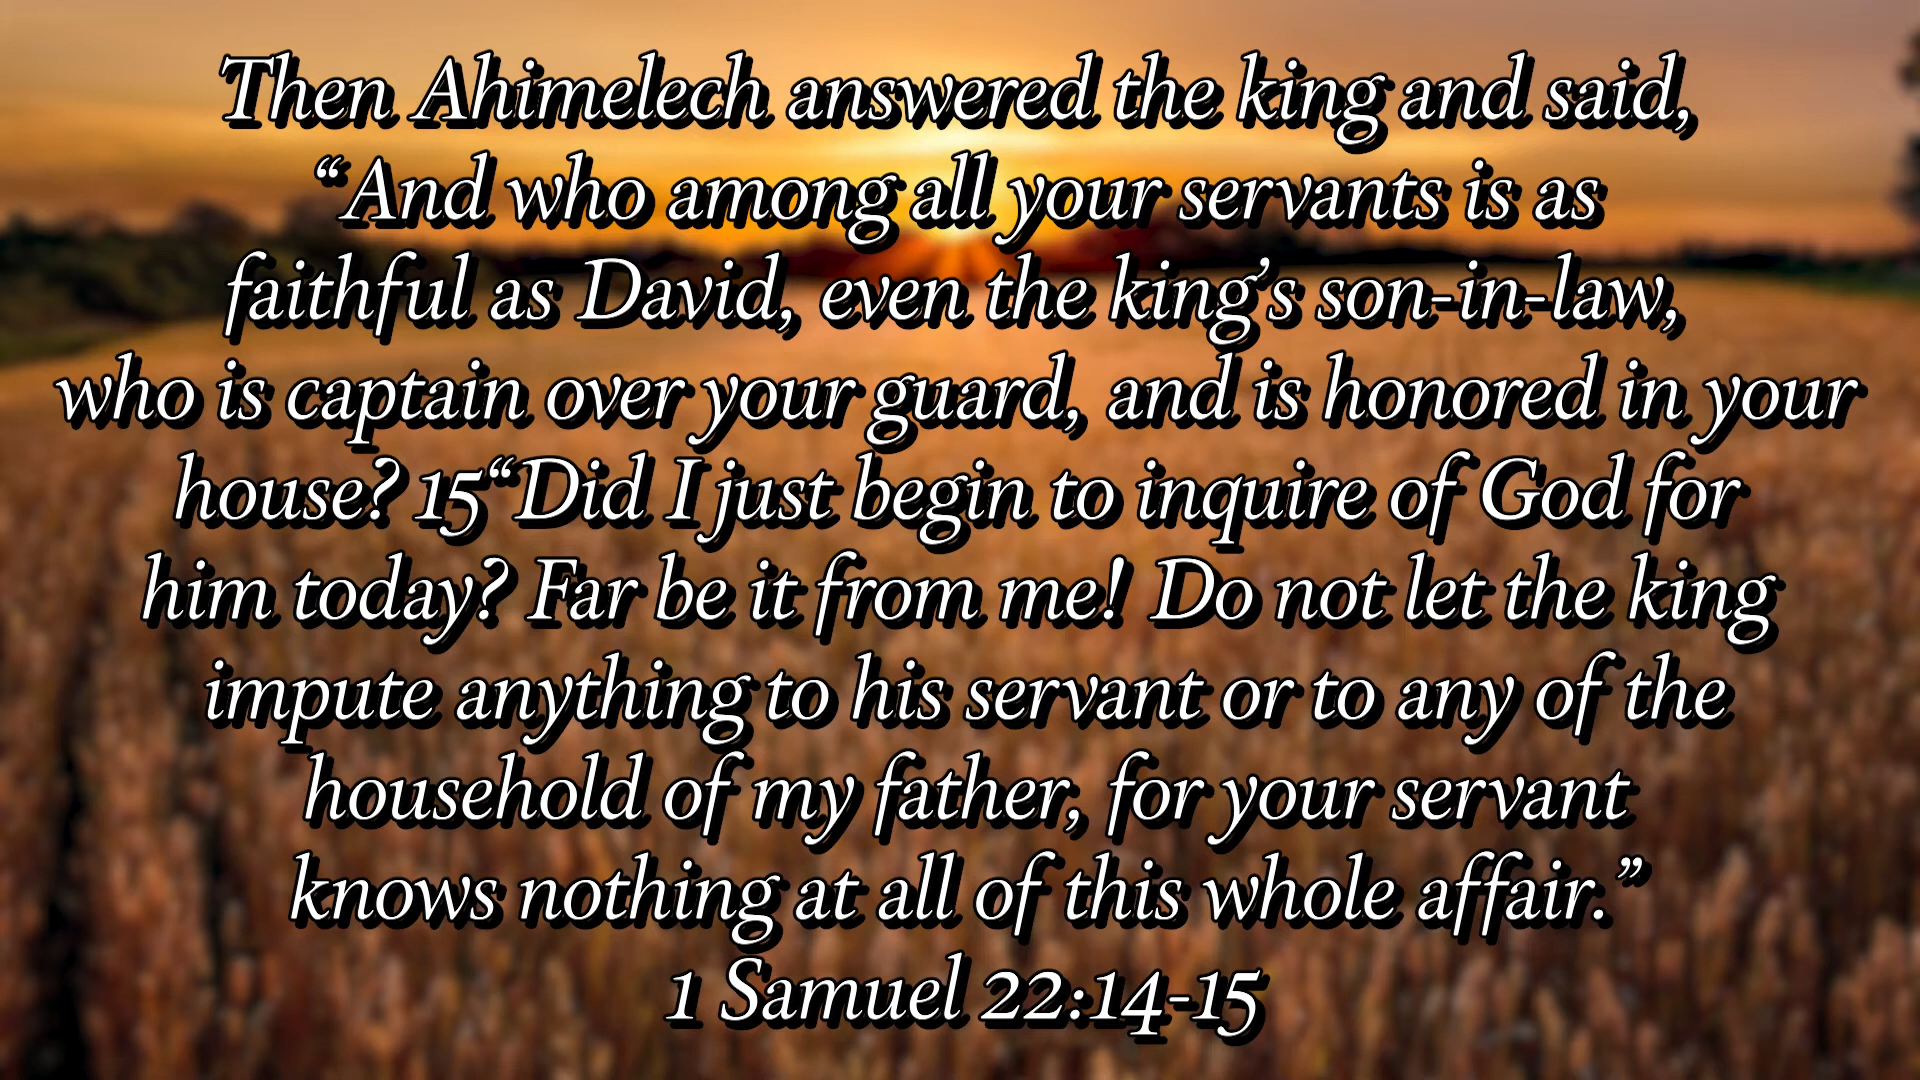 Then Ahimelech answered the king and said,
“And who among all your servants is as
faithful as David, even the king’s son-in-law,
who is captain over your guard, and is honored in your
house? 15“Did I just begin to inquire of God for
him today? Far be it from me! Do not let the king
impute anything to his servant or to any of the
household of my father, for your servant
knows nothing at all of this whole affair.”
1 Samuel 22:14-15